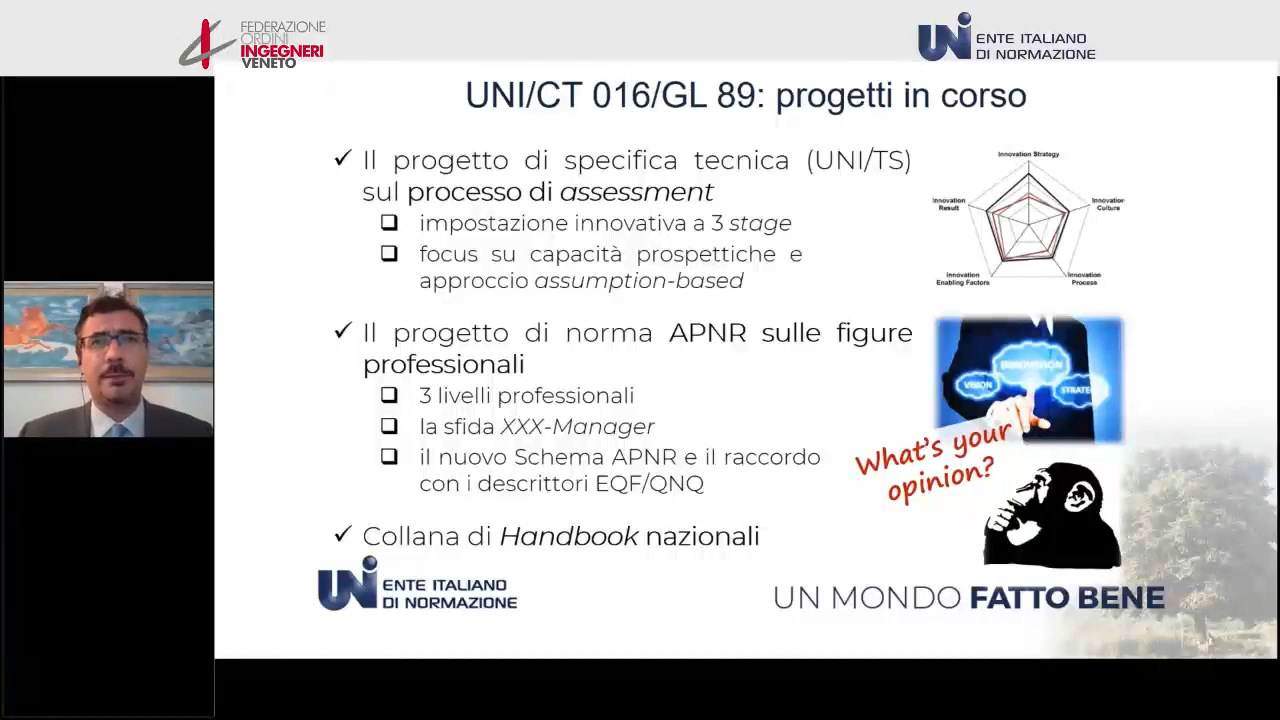 FEDERAZIONE
ORDINI
INGEGNERI
VENETO
UNI ENTE ITALIANO
DI NORMAZIONE
UNI/CT 016/GL 89: progetti in corso
Il progetto di specifica tecnica (UNI/TS)
sul processo di assessment
impostazione innovativa a 3 stage
focus su capacità prospettiche e
approccio assumption-based
Innovation Strategy
Innovation
Result
Innovation
Culture
Innovation
Enabling Factors
Innovation
Process
Il progetto di norma APNR sulle figure
professionali
3 livelli professionali
la sfida XXX-Manager
il nuovo Schema APNR e il raccordo
con i descrittori EQF/QNQ
INNOVATION
VISION
STRATEG
What's your
opinion?
Collana di Handbook nazionali
UNI ENTE ITALIANO
DI NORMAZIONE
UN MONDO FATTO BENE